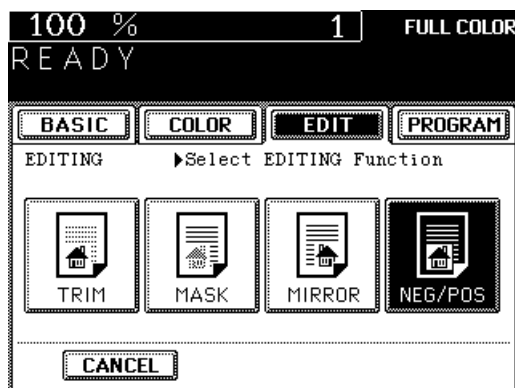 100 % 1 FULL COLOR
READY
BASIC COLOR EDIT PROGRAM
EDITING ▶Select EDITING Function
TRIM MASK MIRROR NEG/POS
CANCEL